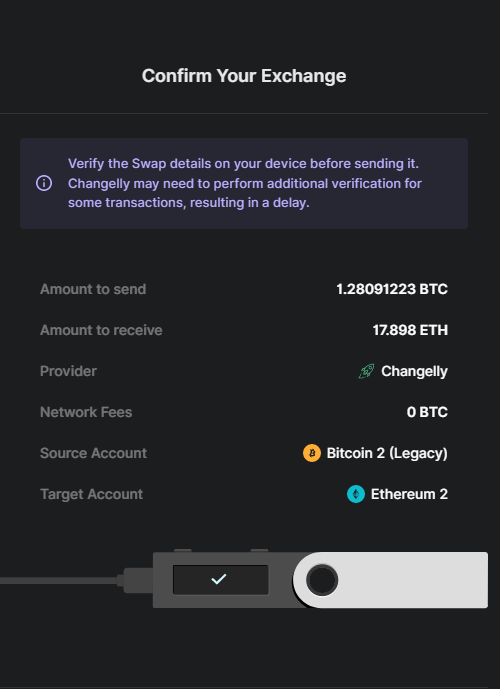 Confirm Your Exchange
Verify the Swap details on your device before sending it.
Changelly may need to perform additional verification for
some transactions, resulting in a delay.
Amount to send 1.28091223 BTC
Amount to receive 17.898 ETH
Provider Changelly
Network Fees 0 BTC
Source Account Bitcoin 2 (Legacy)
Target Account Ethereum 2